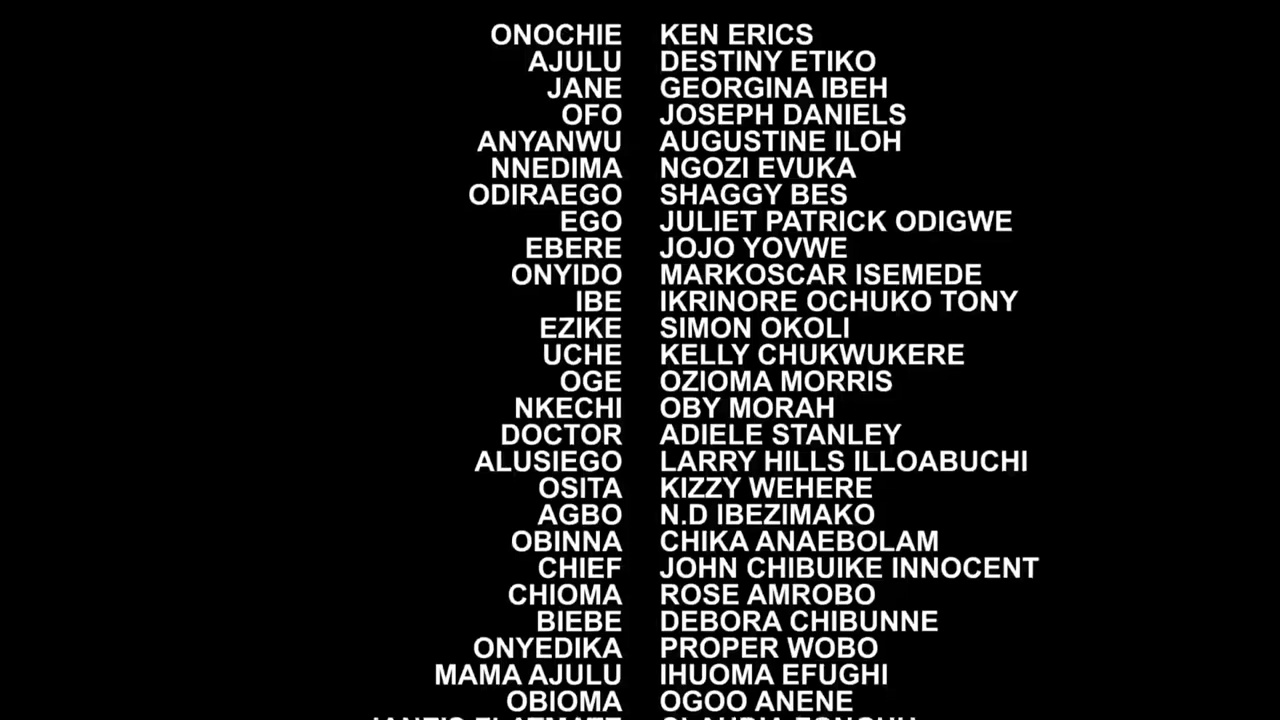 ONOCHIE KEN ERICS
AJULU DESTINY ETIKO
JANE GEORGINA IBEH
OFO JOSEPH DANIELS
ANYANWU AUGUSTINE ILOH
NNEDIMA NGOZI EVUKA
ODIRAEGO SHAGGY BES
EGO JULIET PATRICK ODIGWE
EBERE JOJO YOVWE
ONYIDO MARKOSCAR ISEMEDE
IBE IKRINORE OCHUKO TONY
EZIKE SIMON OKOLI
UCHE KELLY CHUKWUKERE
OGE OZIOMA MORRIS
NKECHI OBY MORAH
DOCTOR ADIELE STANLEY
ALUSIEGO LARRY HILLS ILLOABUCHI
OSITA KIZZY WEHERE
AGBO N.D IBEZIMAKO
OBINNA CHIKA ANAEBOLAM
CHIEF JOHN CHIBUIKE INNOCENT
CHIOMA ROSE AMROBO
BIEBE DEBORA CHIBUNNE
ONYEDIKA PROPER WOBO
MAMA AJULU IHUOMA EFUGHI
OBIOMA OGOO ANENE